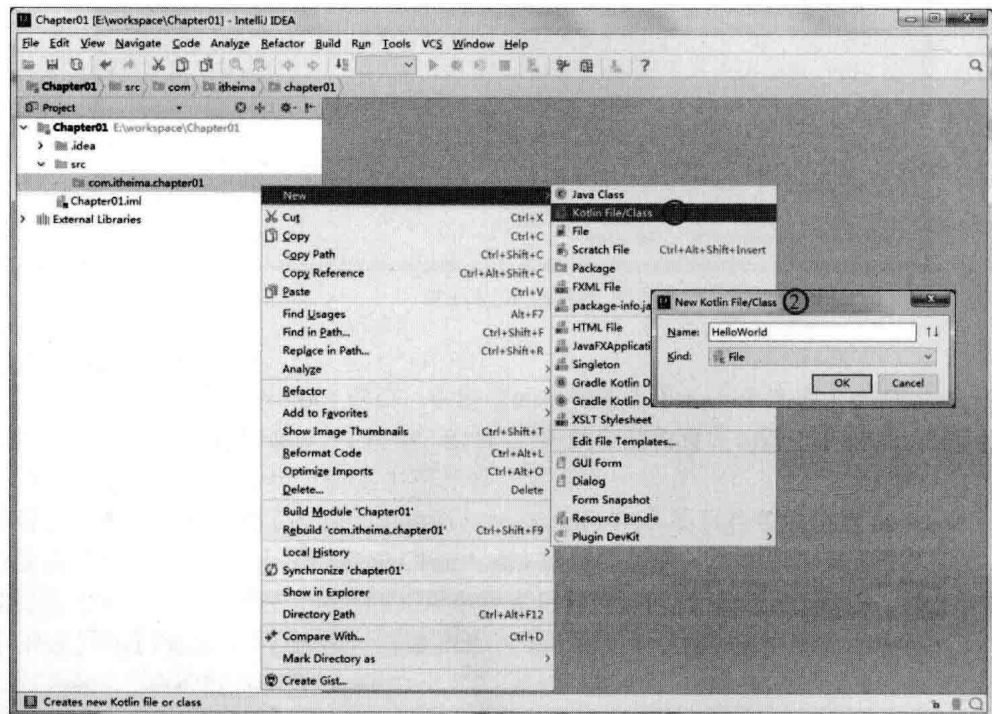 Chapter01 [E:\workspace\Chapter01] - IntelliJ IDEA
File Edit View Navigate Code Analyze Refactor Build Run Tools VCS Window Help
Chapter01 src com itheima chapter01
Project
Chapter01 E:\workspace\Chapter01
.idea
src
com.itheima.chapter01
Chapter01.iml
External Libraries
New
Cut Ctrl+X
Copy Ctrl+C
Copy Path Ctrl+Shift+C
Copy Reference Ctrl+Alt+Shift+C
Paste Ctrl+V
Find Usages Alt+F7
Find in Path... Ctrl+Shift+F
Replace in Path... Ctrl+Shift+R
Analyze
Refactor
Add to Favorites
Show Image Thumbnails Ctrl+Shift+T
Reformat Code Ctrl+Alt+L
Optimize Imports Ctrl+Alt+O
Delete... Delete
Build Module 'Chapter01'
Rebuild 'com.itheima.chapter01' Ctrl+Shift+F9
Local History
Synchronize 'chapter01'
Show in Explorer
Directory Path Ctrl+Alt+F12
Compare With... Ctrl+D
Mark Directory as
Create Gist...
Java Class
Kotlin File/Class
File
Scratch File Ctrl+Alt+Shift+Insert
Package
FXML File
package-info.ja
HTML File
JavaFXApplicati
Singleton
Gradle Kotlin D
Gradle Kotlin D
XSLT Stylesheet
Edit File Templates...
GUI Form
Dialog
Form Snapshot
Resource Bundle
Plugin DevKit
New Kotlin File/Class ②
Name: HelloWorld
Kind: File
OK Cancel
Creates new Kotlin file or class